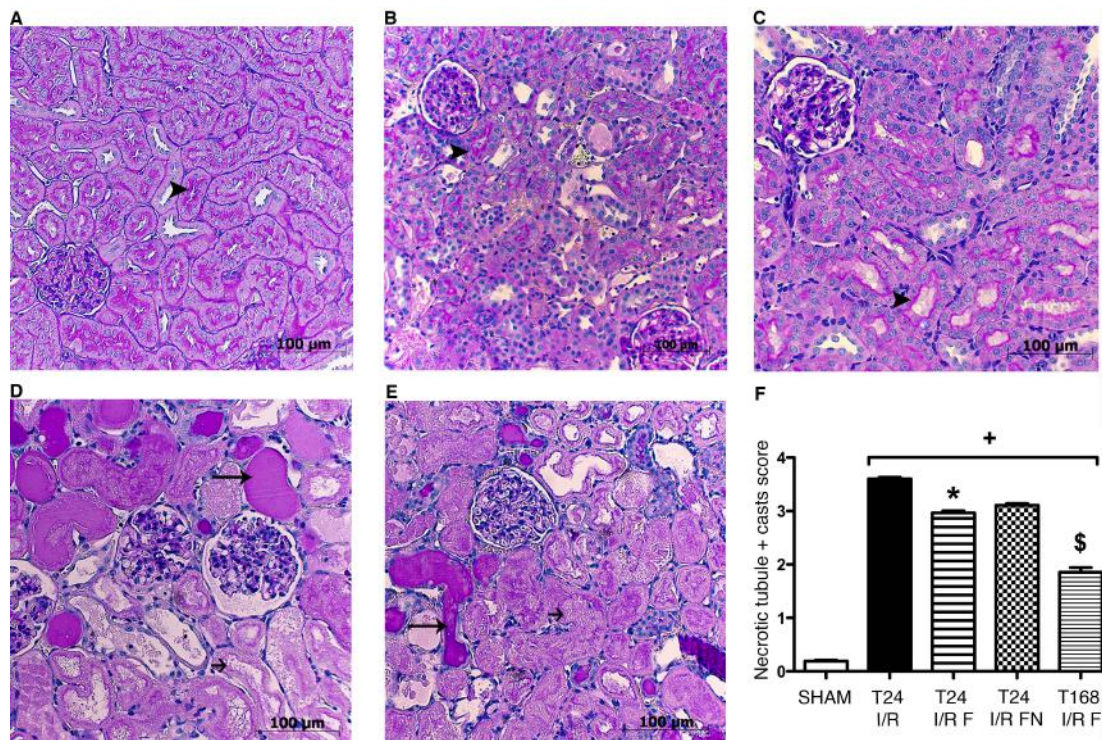 A
B
C
100 µm
100 µm
100 µm
D
E
F
100 µm
100 µm
Necrotic tubule + casts score
+
4
3
2
1
0
*
$
SHAM
T24
I/R
T24
I/R F
T24
I/R FN
T168
I/R F